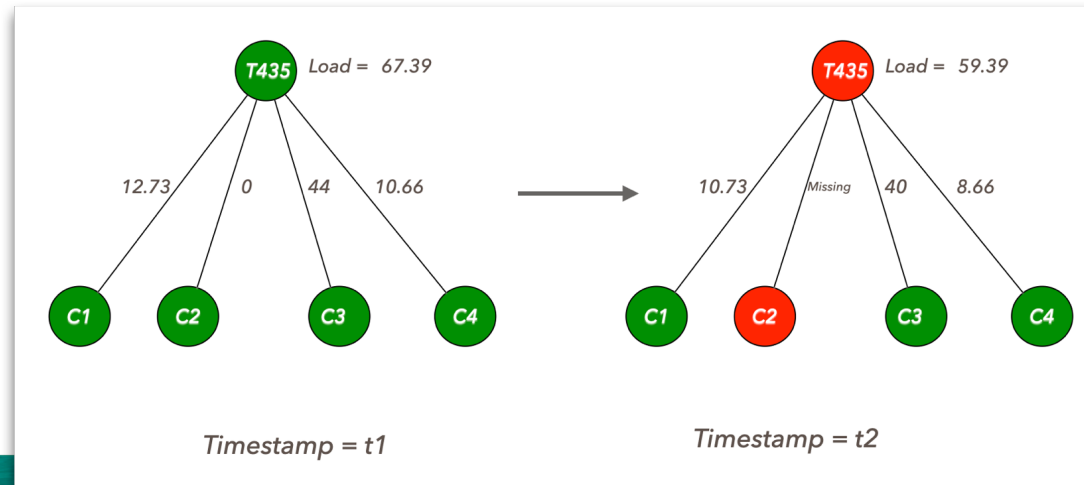 T435 Load = 67.39
12.73 0 44 10.66
C1 C2 C3 C4
Timestamp = t1
T435 Load = 59.39
10.73 Missing 40 8.66
C1 C2 C3 C4
Timestamp = t2